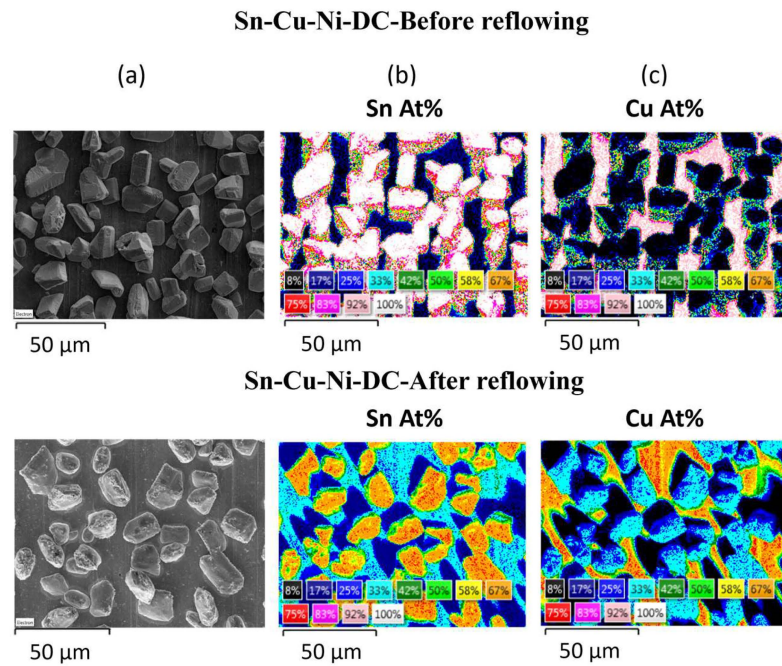 Sn-Cu-Ni-DC-Before reflowing
(a) (b) (c)
Sn At% Cu At%
Electron
8% 17% 25% 33% 42% 50% 58% 67% 8% 17% 25% 33% 42% 50% 58% 67%
75% 83% 92% 100% 75% 83% 92% 100%
50 µm 50 µm 50 µm
Sn-Cu-Ni-DC-After reflowing
Sn At% Cu At%
8% 17% 25% 33% 42% 50% 58% 67% 8% 17% 25% 33% 42% 50% 58% 67%
75% 83% 92% 100% 75% 83% 92% 100%
Electron
50 µm 50 µm 50 µm